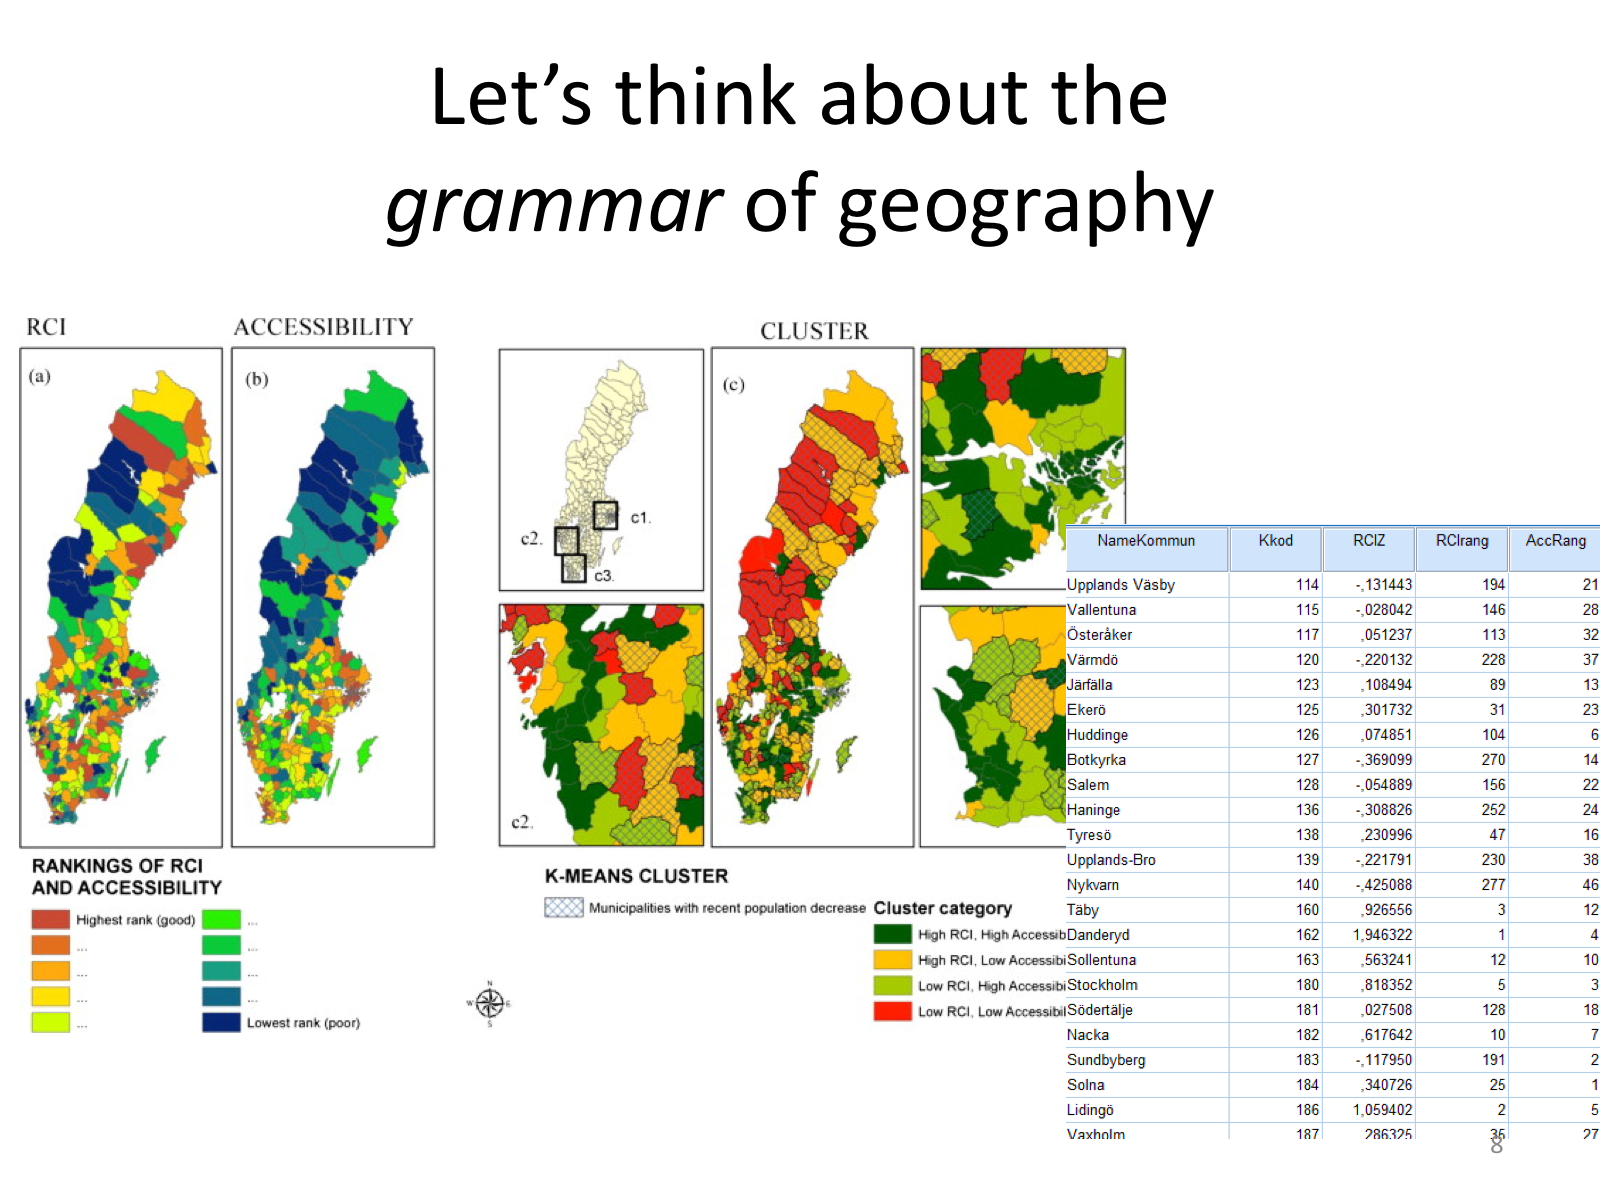 Let’s think about the
grammar of geography
RCI
ACCESSIBILITY
CLUSTER
(a)
(b)
(c)
c1.
c2.
c3.
c2.
RANKINGS OF RCI
AND ACCESSIBILITY
Highest rank (good)
...
...
...
...
...
...
...
...
Lowest rank (poor)
N
W E
S
K-MEANS CLUSTER
Municipalities with recent population decrease
Cluster category
High RCI, High Accessib
High RCI, Low Accessibi
Low RCI, High Accessibi
Low RCI, Low Accessibil
NameKommun Kkod RCIZ RCIrang AccRang
Upplands Väsby 114 -,131443 194 21
Vallentuna 115 -,028042 146 28
Österåker 117 ,051237 113 32
Värmdö 120 -,220132 228 37
Järfälla 123 ,108494 89 13
Ekerö 125 ,301732 31 23
Huddinge 126 ,074851 104 6
Botkyrka 127 -,369099 270 14
Salem 128 -,054889 156 22
Haninge 136 -,308826 252 24
Tyresö 138 ,230996 47 16
Upplands-Bro 139 -,221791 230 38
Nykvarn 140 -,425088 277 46
Täby 160 ,926556 3 12
Danderyd 162 1,946322 1 4
Sollentuna 163 ,563241 12 10
Stockholm 180 ,818352 5 3
Södertälje 181 ,027508 128 18
Nacka 182 ,617642 10 7
Sundbyberg 183 -,117950 191 2
Solna 184 ,340726 25 1
Lidingö 186 1,059402 2 5
Vaxholm 187 286325 35 27
8